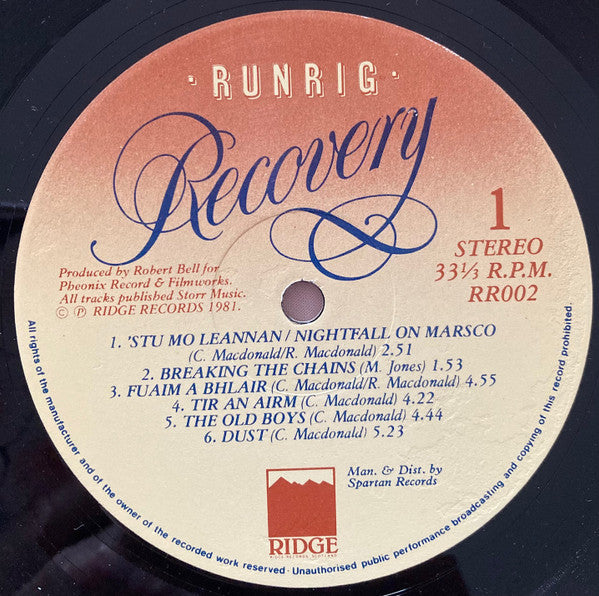 · RUNRIG ·
Recovery
1
STEREO
33⅓ R.P.M.
RR002
Produced by Robert Bell for
Pheonix Record & Filmworks.
All tracks published Storr Music.
© ℗ RIDGE RECORDS 1981.
1. 'STU MO LEANNAN / NIGHTFALL ON MARSCO
(C. Macdonald/R. Macdonald) 2.51
2. BREAKING THE CHAINS (M. Jones) 1.53
3. FUAIM A BHLAIR (C. Macdonald/R. Macdonald) 4.55
4. TIR AN AIRM (C. Macdonald) 4.22
5. THE OLD BOYS (C. Macdonald) 4.44
6. DUST (C. Macdonald) 5.23
Man. & Dist. by
Spartan Records
RIDGE
RIDGE RECORDS SCOTLAND
All rights of the manufacturer and of the owner of the recorded work reserved · Unauthorised public performance broadcasting and copying of this record prohibited.